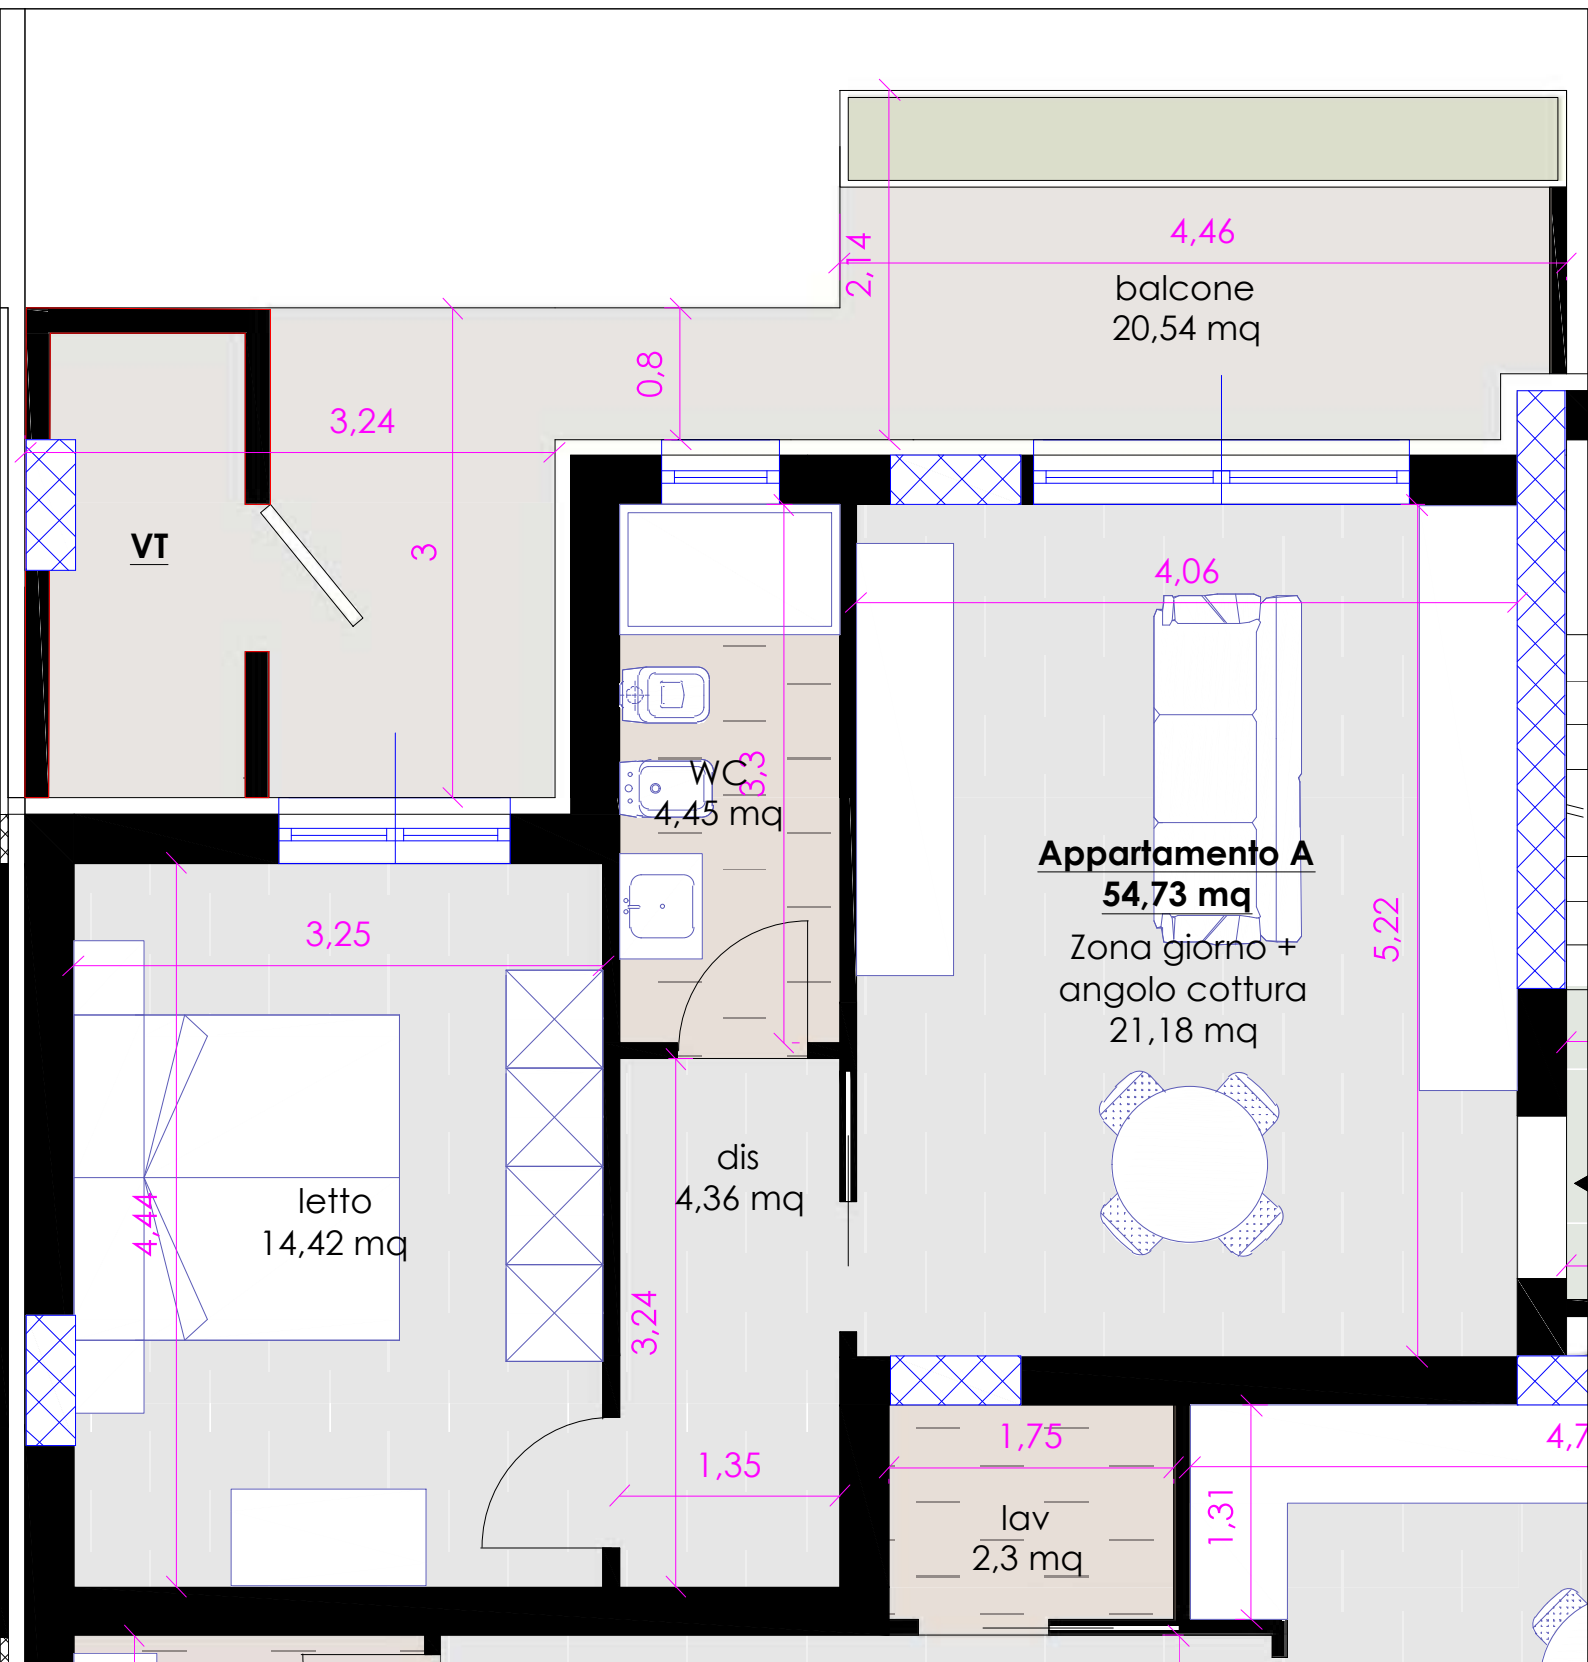 4,46
2,14
balcone
20,54 mq
0,8
3,24
3
VT
4,06
WC
4,45 mq
3,3
Appartamento A
54,73 mq
Zona giorno +
angolo cottura
21,18 mq
5,22
3,25
dis
4,36 mq
letto
14,42 mq
4,44
3,24
1,35
1,75
4,7
1,31
lav
2,3 mq